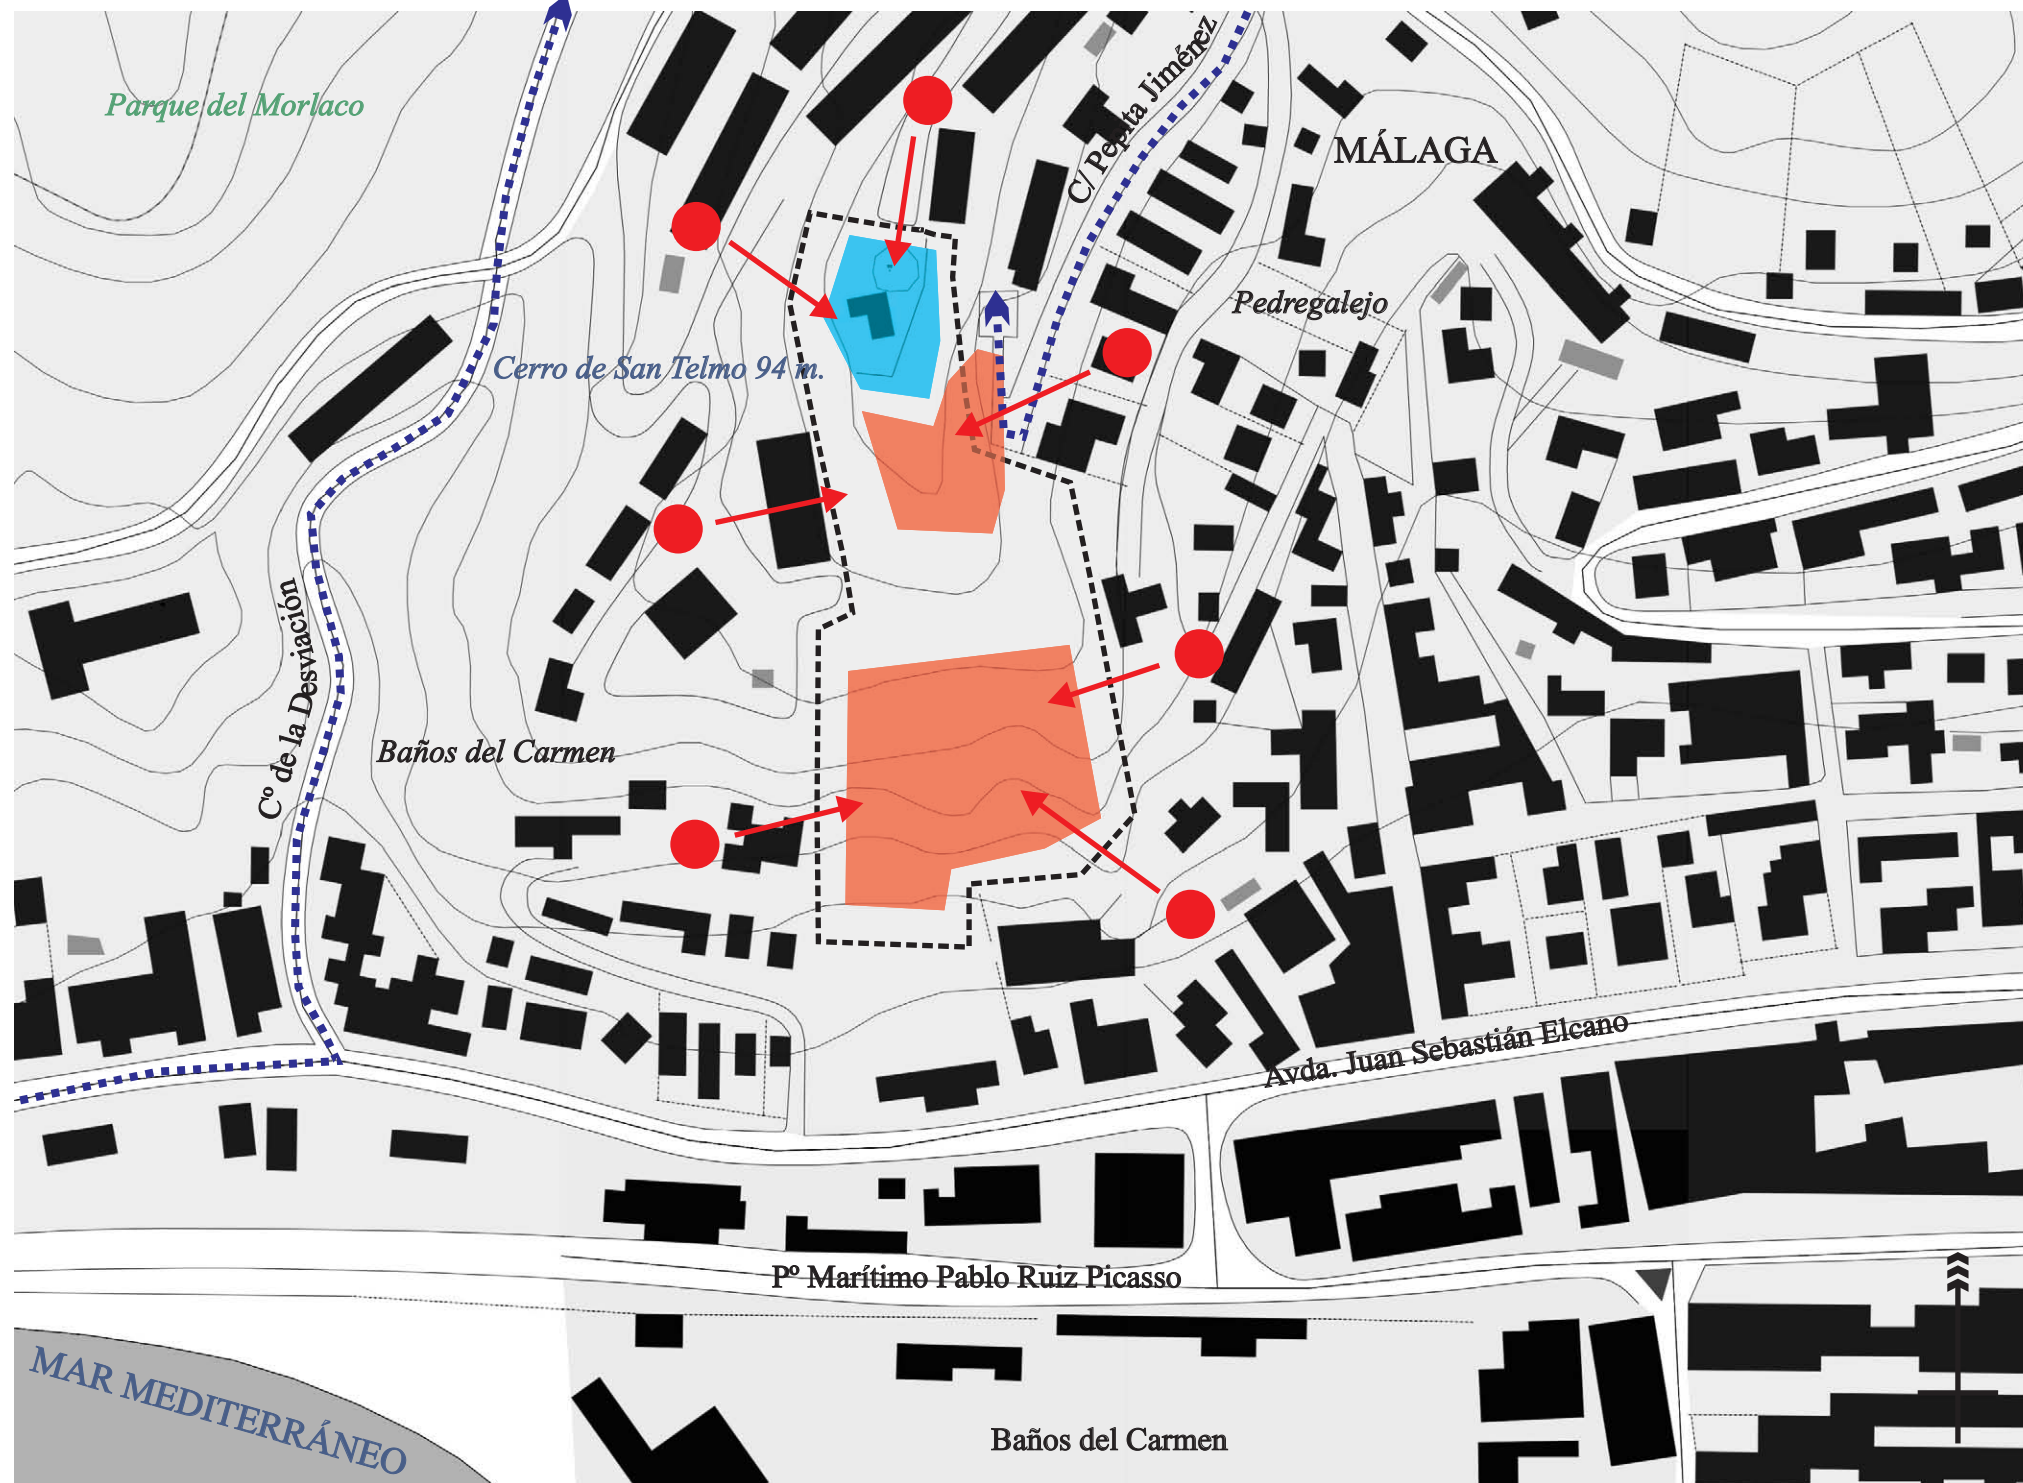 Parque del Morlaco
C/ Pepita Jiménez
MÁLAGA
Pedregalejo
Cerro de San Telmo 94 m.
Cº de la Desviación
Baños del Carmen
Avda. Juan Sebastián Elcano
Pº Marítimo Pablo Ruiz Picasso
MAR MEDITERRÁNEO
Baños del Carmen